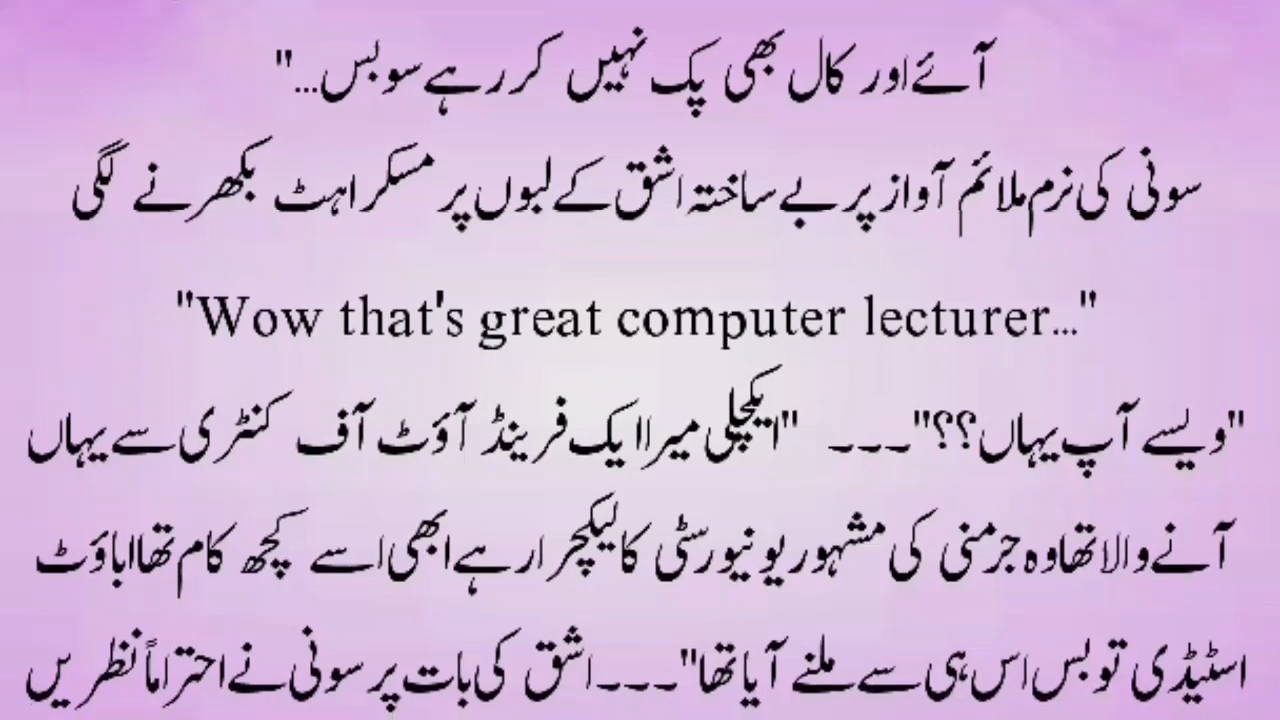 آئے اور کال بھی پک نہیں کر رہے سو بس..."
سونی کی نرم ملائم آواز پر بے ساختہ اشق کے لبوں پر مسکراہٹ بکھرنے لگی
"Wow that's great computer lecturer..."
"ویسے آپ یہاں؟؟"۔۔۔ "ایکچلی میرا ایک فرینڈ آؤٹ آف کنٹری سے یہاں
آنے والا تھا وہ جرمنی کی مشہور یونیورسٹی کا لیکچرار ہے ابھی اسے کچھ کام تھا اباؤٹ
اسٹیڈی تو بس اس ہی سے ملنے آیا تھا"۔۔۔ اشق کی بات پر سونی نے احتراماً نظریں